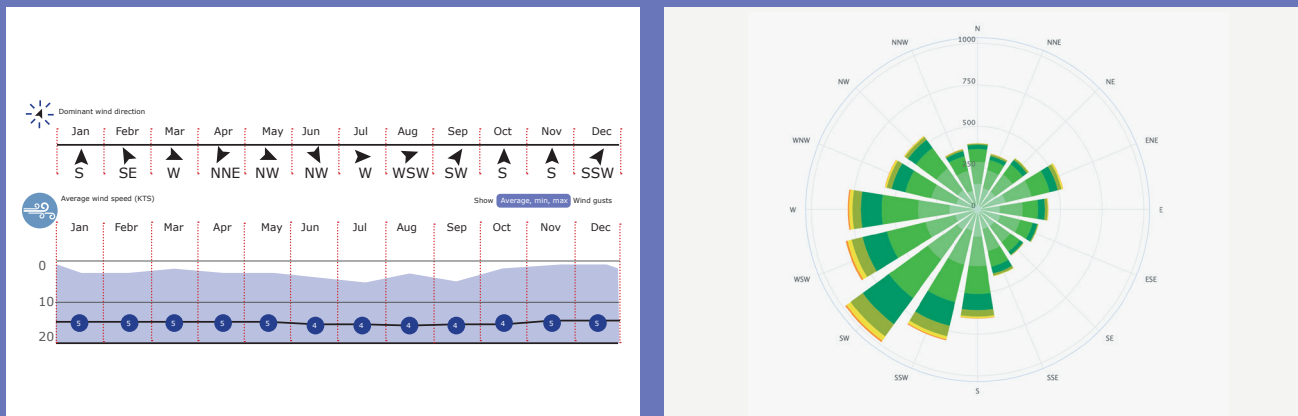 Dominant wind direction
Jan Febr Mar Apr May Jun Jul Aug Sep Oct Nov Dec
S SE W NNE NW NW W WSW SW S S SSW
Average wind speed (KTS)
Show Average, min, max Wind gusts
Jan Febr Mar Apr May Jun Jul Aug Sep Oct Nov Dec
0
10
5 5 5 5 5 4 4 4 4 4 5 5
20
N
1000
NNW NNE
750
NW NE
500
WNW ENE
250
W 0 E
WSW ESE
SW SE
SSW SSE
S